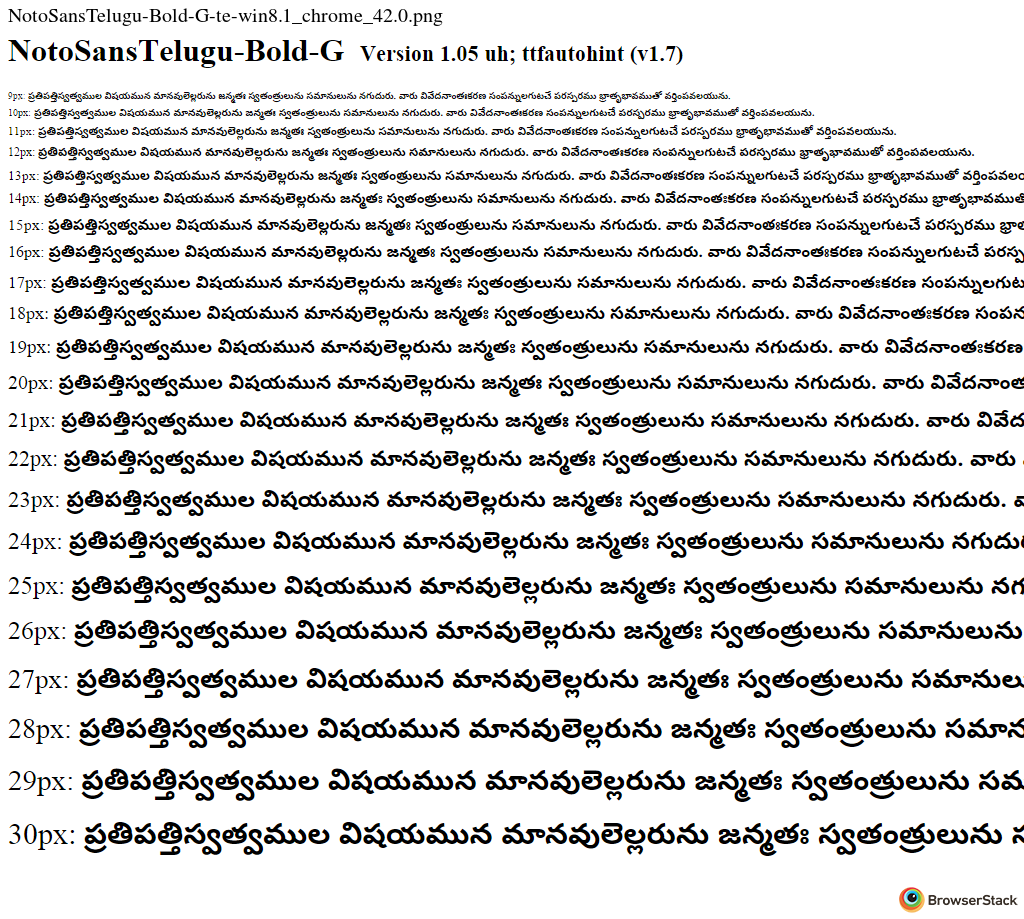 NotoSansTelugu-Bold-G-te-win8.1_chrome_42.0.png
NotoSansTelugu-Bold-G Version 1.05 uh; ttfautohint (v1.7)
9px: ప్రతిపత్తిస్వత్వముల విషయమున మానవులెల్లరును జన్మతః స్వతంత్రులును సమానులును నగుదురు. వారు వివేదనాంతఃకరణ సంపన్నులగుటచే పరస్పరము భ్రాతృభావముతో వర్తింపవలయును.
10px: ప్రతిపత్తిస్వత్వముల విషయమున మానవులెల్లరును జన్మతః స్వతంత్రులును సమానులును నగుదురు. వారు వివేదనాంతఃకరణ సంపన్నులగుటచే పరస్పరము భ్రాతృభావముతో వర్తింపవలయును.
11px: ప్రతిపత్తిస్వత్వముల విషయమున మానవులెల్లరును జన్మతః స్వతంత్రులును సమానులును నగుదురు. వారు వివేదనాంతఃకరణ సంపన్నులగుటచే పరస్పరము భ్రాతృభావముతో వర్తింపవలయును.
12px: ప్రతిపత్తిస్వత్వముల విషయమున మానవులెల్లరును జన్మతః స్వతంత్రులును సమానులును నగుదురు. వారు వివేదనాంతఃకరణ సంపన్నులగుటచే పరస్పరము భ్రాతృభావముతో వర్తింపవలయును.
13px: ప్రతిపత్తిస్వత్వముల విషయమున మానవులెల్లరును జన్మతః స్వతంత్రులును సమానులును నగుదురు. వారు వివేదనాంతఃకరణ సంపన్నులగుటచే పరస్పరము భ్రాతృభావముతో
14px: ప్రతిపత్తిస్వత్వముల విషయమున మానవులెల్లరును జన్మతః స్వతంత్రులును సమానులును నగుదురు. వారు వివేదనాంతఃకరణ సంపన్నులగుటచే పరస్పరము
15px: ప్రతిపత్తిస్వత్వముల విషయమున మానవులెల్లరును జన్మతః స్వతంత్రులును సమానులును నగుదురు. వారు వివేదనాంతఃకరణ సంపన్నులగుటచే పరస్పరము
16px: ప్రతిపత్తిస్వత్వముల విషయమున మానవులెల్లరును జన్మతః స్వతంత్రులును సమానులును నగుదురు. వారు వివేదనాంతఃకరణ సంపన్నులగుటచే
17px: ప్రతిపత్తిస్వత్వముల విషయమున మానవులెల్లరును జన్మతః స్వతంత్రులును సమానులును నగుదురు. వారు వివేదనాంతఃకరణ
18px: ప్రతిపత్తిస్వత్వముల విషయమున మానవులెల్లరును జన్మతః స్వతంత్రులును సమానులును నగుదురు. వారు వివేదనాంతఃకరణ
19px: ప్రతిపత్తిస్వత్వముల విషయమున మానవులెల్లరును జన్మతః స్వతంత్రులును సమానులును నగుదురు. వారు వివేదనాంతఃకరణ
20px: ప్రతిపత్తిస్వత్వముల విషయమున మానవులెల్లరును జన్మతః స్వతంత్రులును సమానులును నగుదురు. వారు
21px: ప్రతిపత్తిస్వత్వముల విషయమున మానవులెల్లరును జన్మతః స్వతంత్రులును సమానులును నగుదురు. వారు
22px: ప్రతిపత్తిస్వత్వముల విషయమున మానవులెల్లరును జన్మతః స్వతంత్రులును సమానులును నగుదురు. వారు
23px: ప్రతిపత్తిస్వత్వముల విషయమున మానవులెల్లరును జన్మతః స్వతంత్రులును సమానులును నగుదురు.
24px: ప్రతిపత్తిస్వత్వముల విషయమున మానవులెల్లరును జన్మతః స్వతంత్రులును సమానులును
25px: ప్రతిపత్తిస్వత్వముల విషయమున మానవులెల్లరును జన్మతః స్వతంత్రులును సమానులును
26px: ప్రతిపత్తిస్వత్వముల విషయమున మానవులెల్లరును జన్మతః స్వతంత్రులును సమానులును
27px: ప్రతిపత్తిస్వత్వముల విషయమున మానవులెల్లరును జన్మతః స్వతంత్రులును
28px: ప్రతిపత్తిస్వత్వముల విషయమున మానవులెల్లరును జన్మతః స్వతంత్రులును
29px: ప్రతిపత్తిస్వత్వముల విషయమున మానవులెల్లరును జన్మతః స్వతంత్రులును
30px: ప్రతిపత్తిస్వత్వముల విషయమున మానవులెల్లరును జన్మతః స్వతంత్రులును
BrowserStack